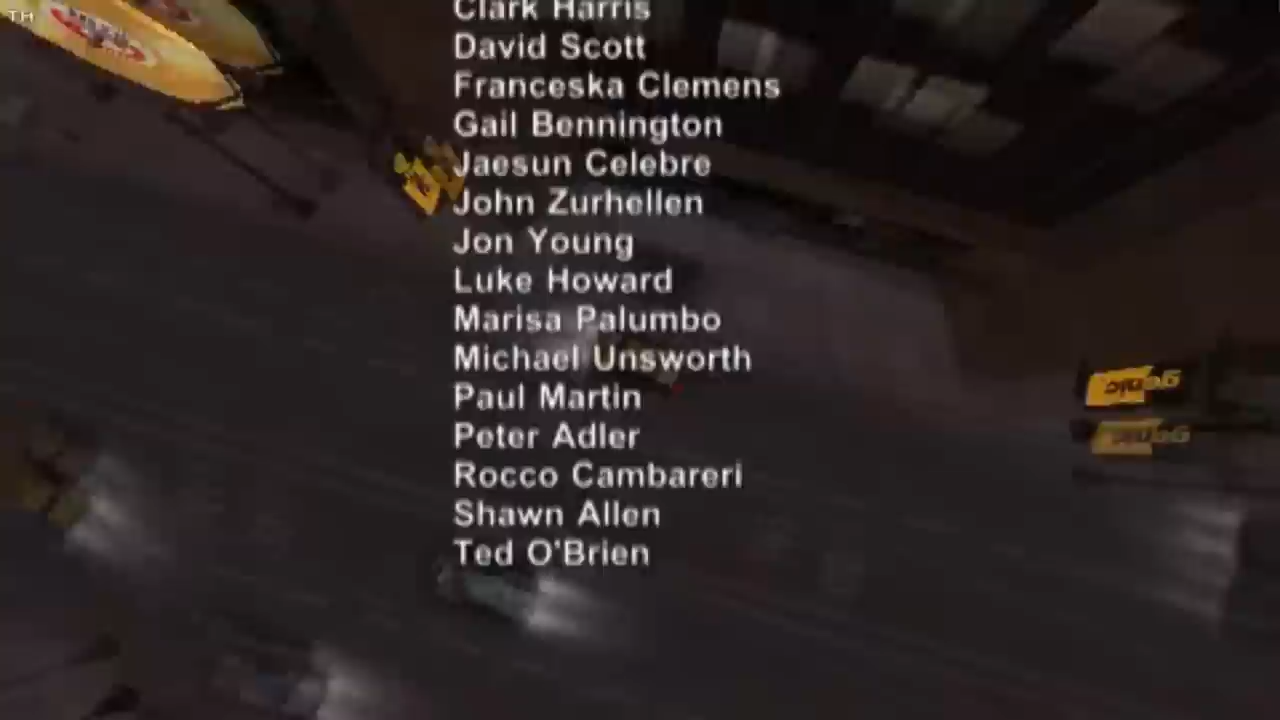 TH
Clark Harris
David Scott
Franceska Clemens
Gail Bennington
Jaesun Celebre
John Zurhellen
Jon Young
Luke Howard
Marisa Palumbo
Michael Unsworth
Paul Martin
Peter Adler
Rocco Cambareri
Shawn Allen
Ted O'Brien